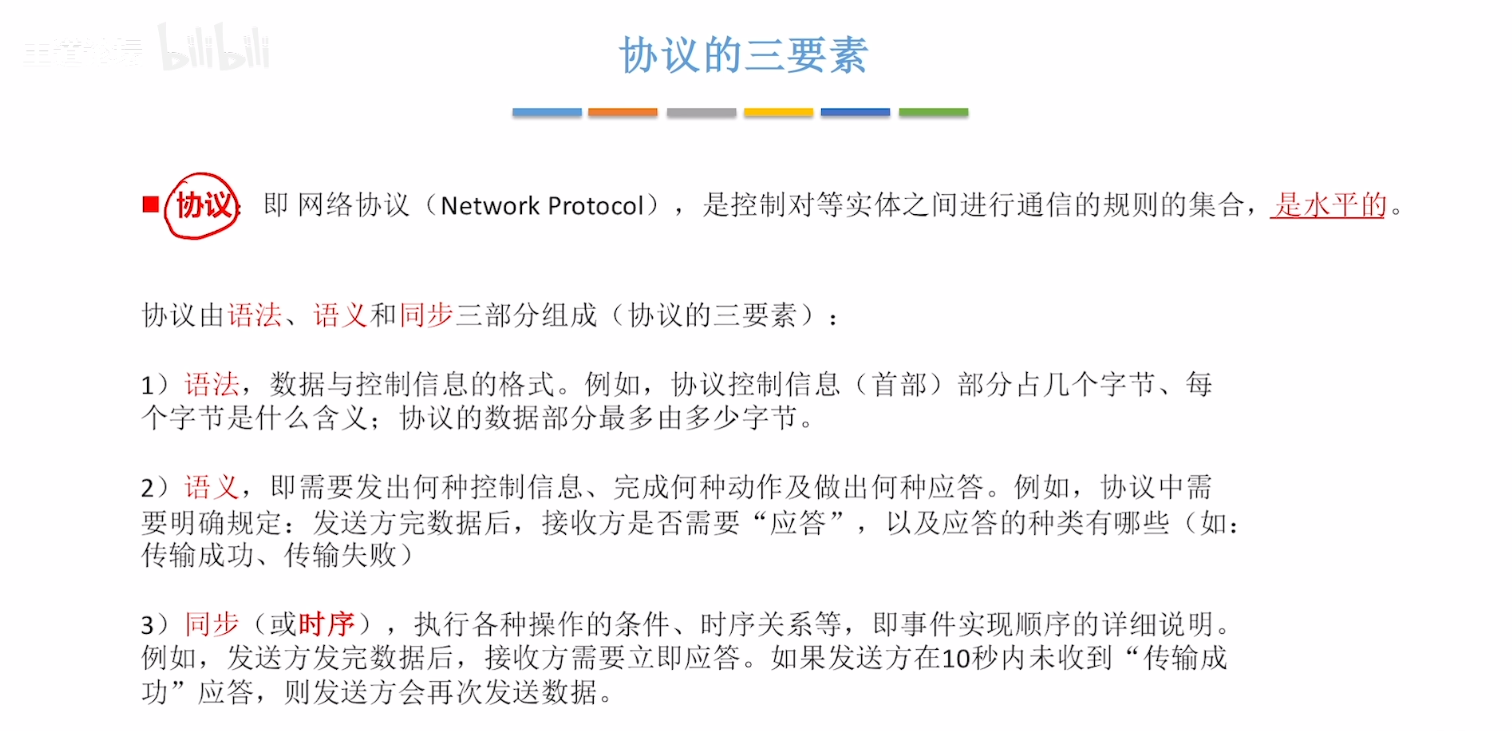 bilibili
协议的三要素
■ 协议：即 网络协议（Network Protocol），是控制对等实体之间进行通信的规则的集合，是水平的。
协议由语法、语义和同步三部分组成（协议的三要素）：
1）语法，数据与控制信息的格式。例如，协议控制信息（首部）部分占几个字节、每
个字节是什么含义；协议的数据部分最多由多少字节。
2）语义，即需要发出何种控制信息、完成何种动作及做出何种应答。例如，协议中需
要明确规定：发送方完数据后，接收方是否需要“应答”，以及应答的种类有哪些（如：
传输成功、传输失败）
3）同步（或时序），执行各种操作的条件、时序关系等，即事件实现顺序的详细说明。
例如，发送方发完数据后，接收方需要立即应答。如果发送方在10秒内未收到“传输成
功”应答，则发送方会再次发送数据。